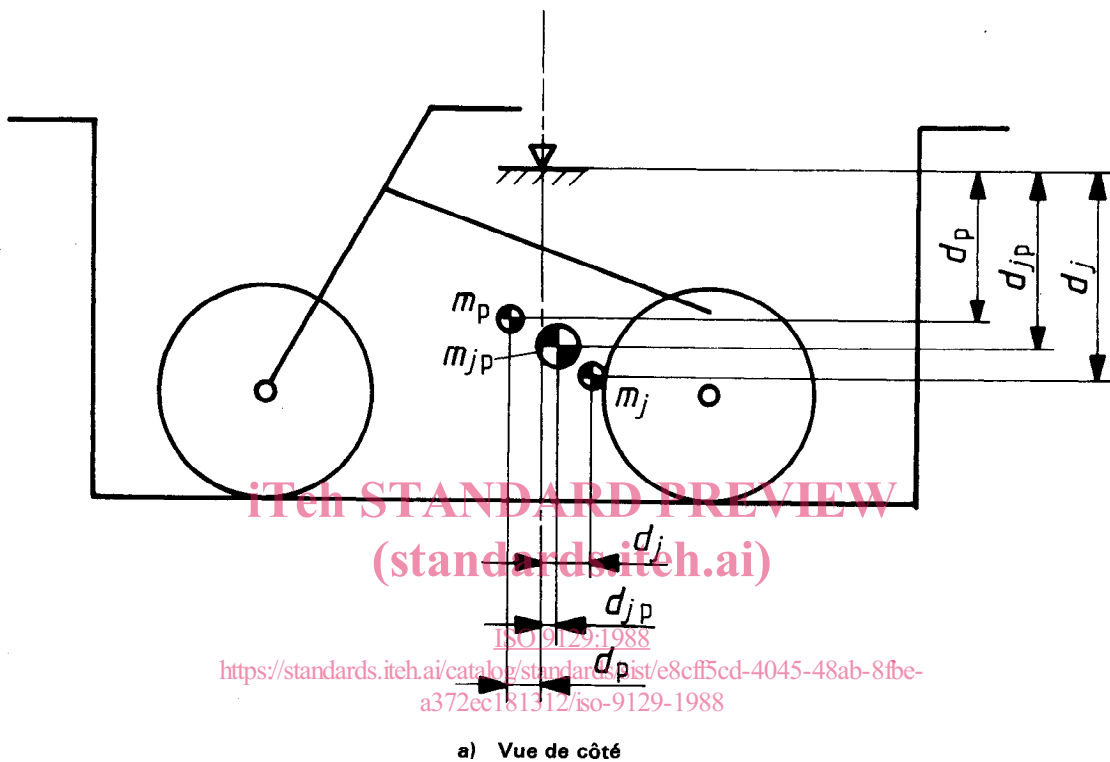 d_p
d_jp
d_j
m_p
m_jp
m_j
iTeh STANDARD PREVIEW
(standards.iteh.ai)
d_j
d_jp
ISO 9129:1988
d_p
https://standards.iteh.ai/catalog/standards/sist/e8cff5cd-4045-48ab-8fbe-
a372ec181312/iso-9129-1988
a) Vue de côté